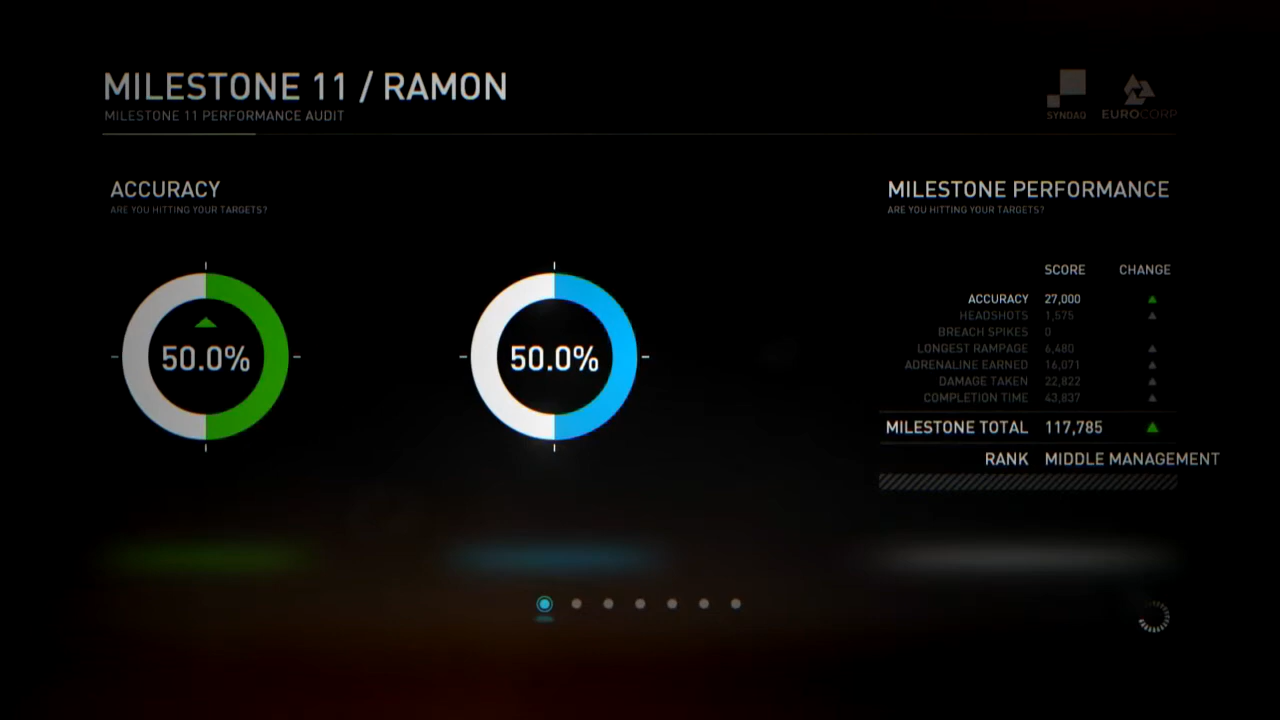 MILESTONE 11 / RAMON
MILESTONE 11 PERFORMANCE AUDIT
SYNDAQ
EUROCORP
ACCURACY
ARE YOU HITTING YOUR TARGETS?
50.0%
50.0%
MILESTONE PERFORMANCE
ARE YOU HITTING YOUR TARGETS?
SCORE CHANGE
ACCURACY 27,000
HEADSHOTS 1,575
BREACH SPIKES 0
LONGEST RAMPAGE 6,480
ADRENALINE EARNED 16,071
DAMAGE TAKEN 22,822
COMPLETION TIME 43,837
MILESTONE TOTAL 117,785
RANK MIDDLE MANAGEMENT